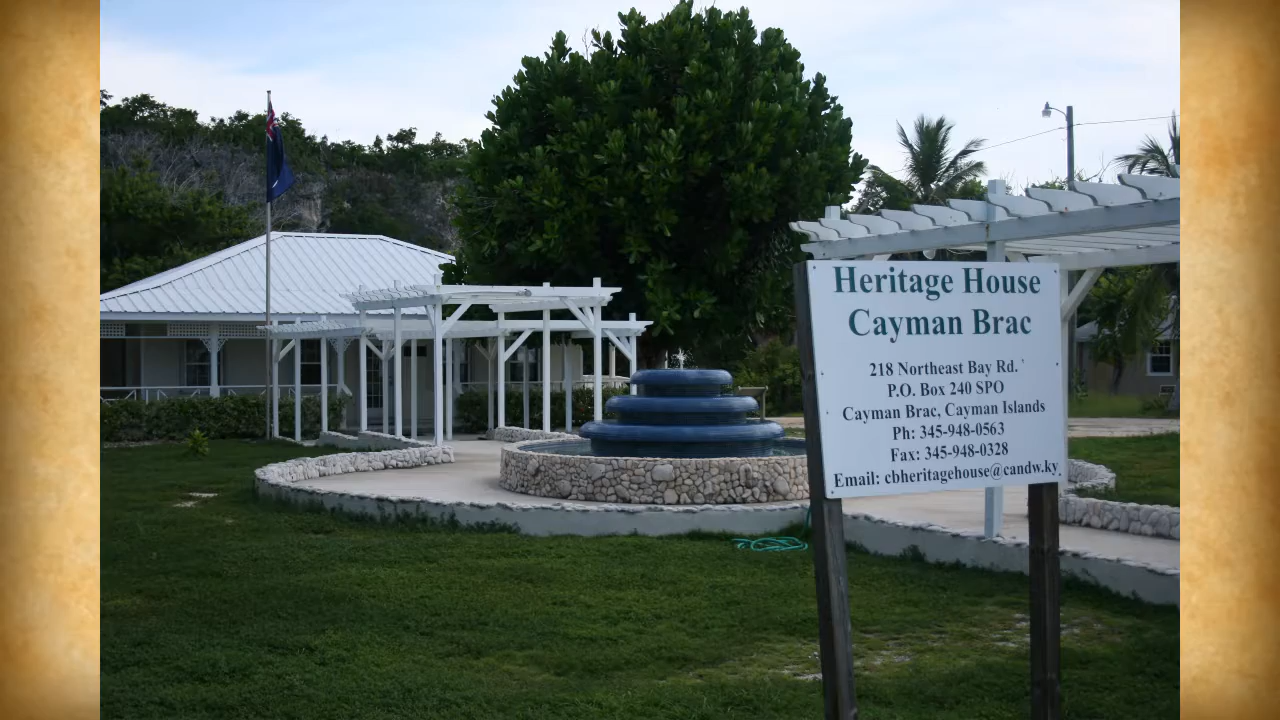 Heritage House
Cayman Brac
218 Northeast Bay Rd.
P.O. Box 240 SPO
Cayman Brac, Cayman Islands
Ph: 345-948-0563
Fax: 345-948-0328
Email: cbheritagehouse@candw.ky